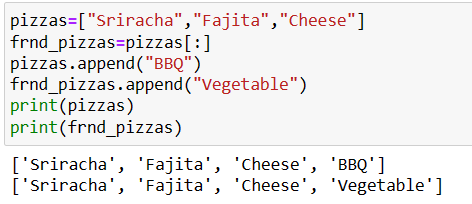 pizzas=["Sriracha","Fajita","Cheese"]
frnd_pizzas=pizzas[:]
pizzas.append("BBQ")
frnd_pizzas.append("Vegetable")
print(pizzas)
print(frnd_pizzas)
['Sriracha', 'Fajita', 'Cheese', 'BBQ']
['Sriracha', 'Fajita', 'Cheese', 'Vegetable']